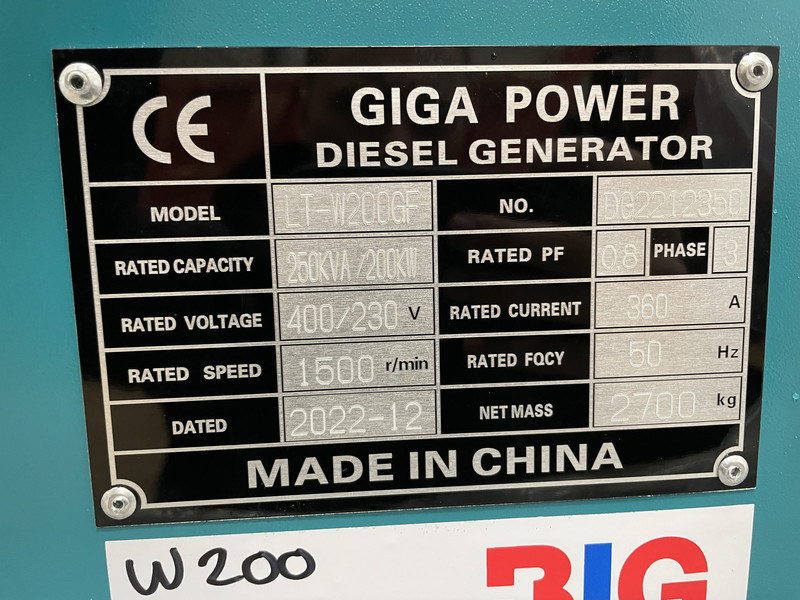 CE
GIGA POWER
DIESEL GENERATOR
MODEL LT-W200GF NO. DG2212350
RATED CAPACITY 250KVA/200KW RATED PF 0.8 PHASE 3
RATED VOLTAGE 400/230 V RATED CURRENT 360 A
RATED SPEED 1500 r/min RATED FQCY 50 Hz
DATED 2022-12 NET MASS 2700 kg
MADE IN CHINA
W200
BIG